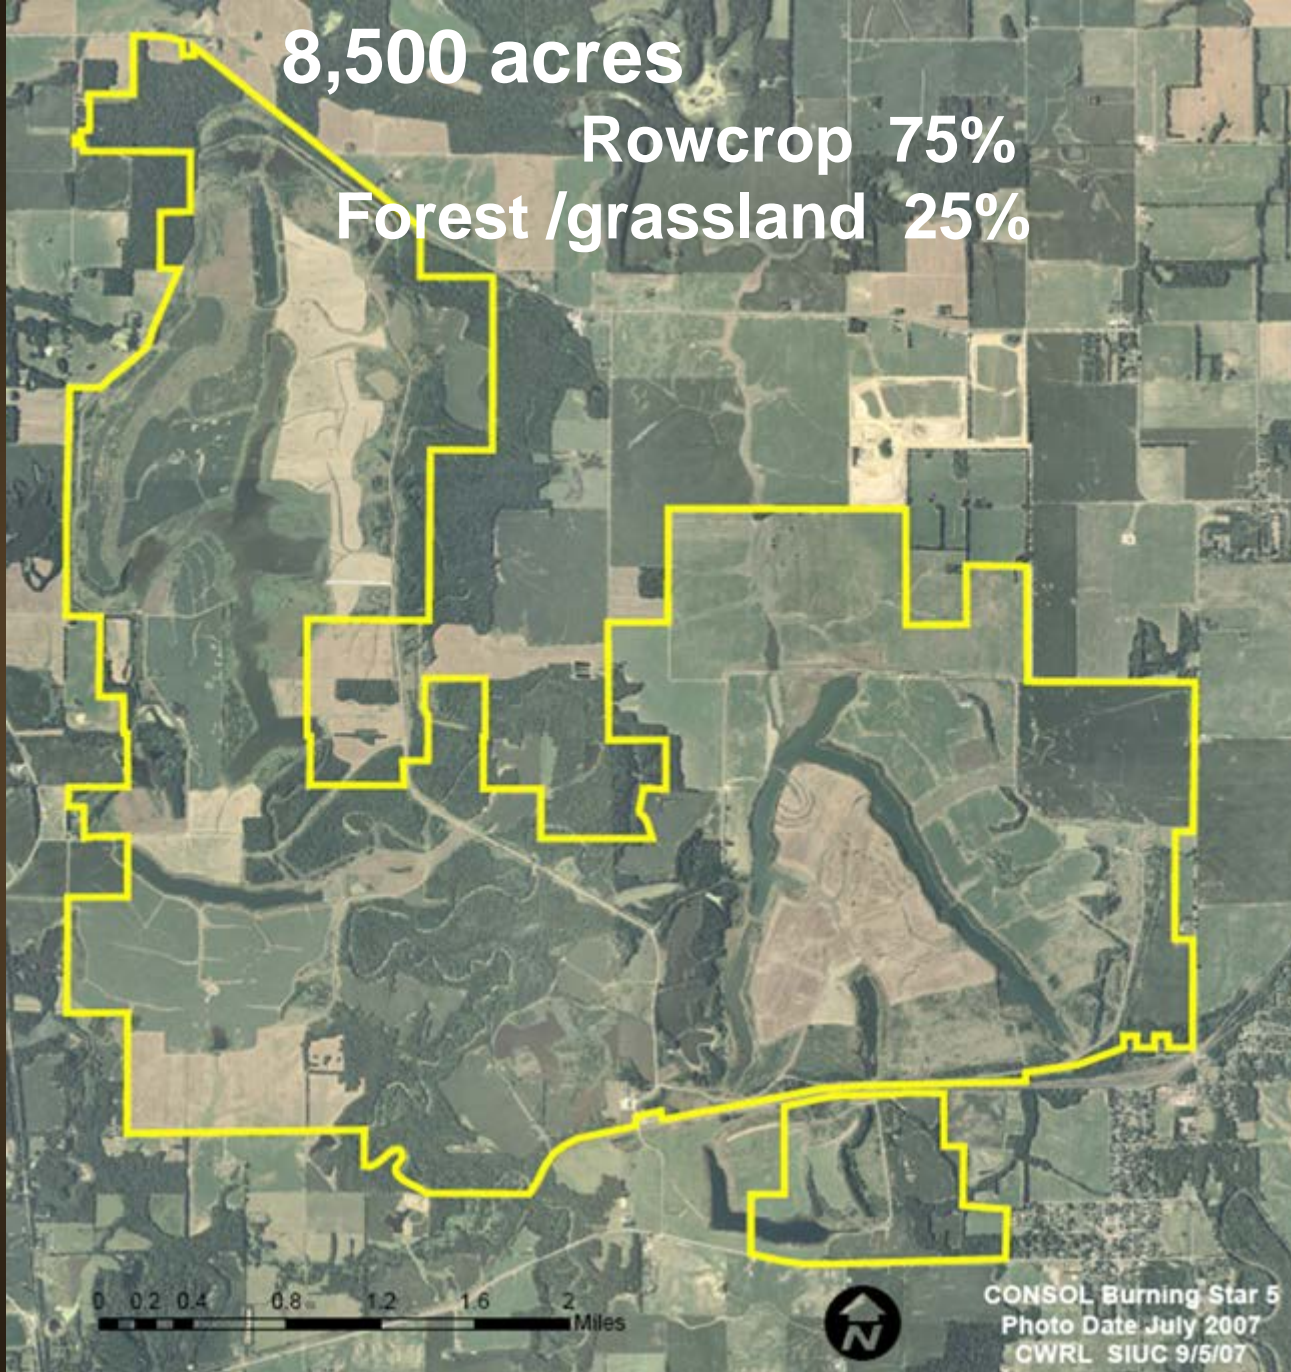 8,500 acres
Rowcrop 75%
Forest /grassland 25%
0 0.2 0.4 0.8 1.2 1.6 2
Miles
N
CONSOL Burning Star 5
Photo Date July 2007
CWRL SIUC 9/5/07